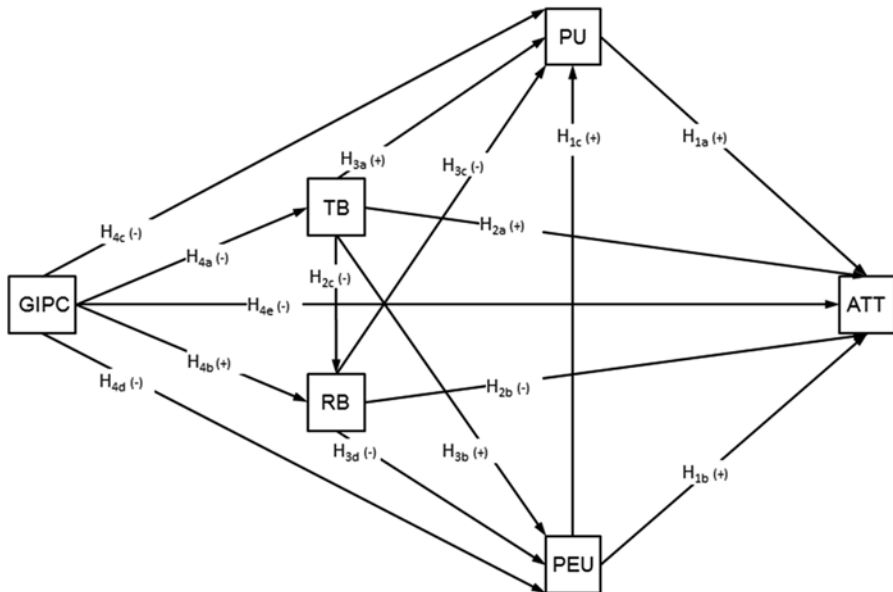 PU
H1c (+)
H1a (+)
H3a (+)
H3c (-)
TB
H4c (-)
H2a (+)
H4a (-)
H2c (-)
GIPC
H4e (-)
ATT
H4b (+)
H4d (-)
RB
H2b (-)
H3d (-)
H3b (+)
H1b (+)
PEU